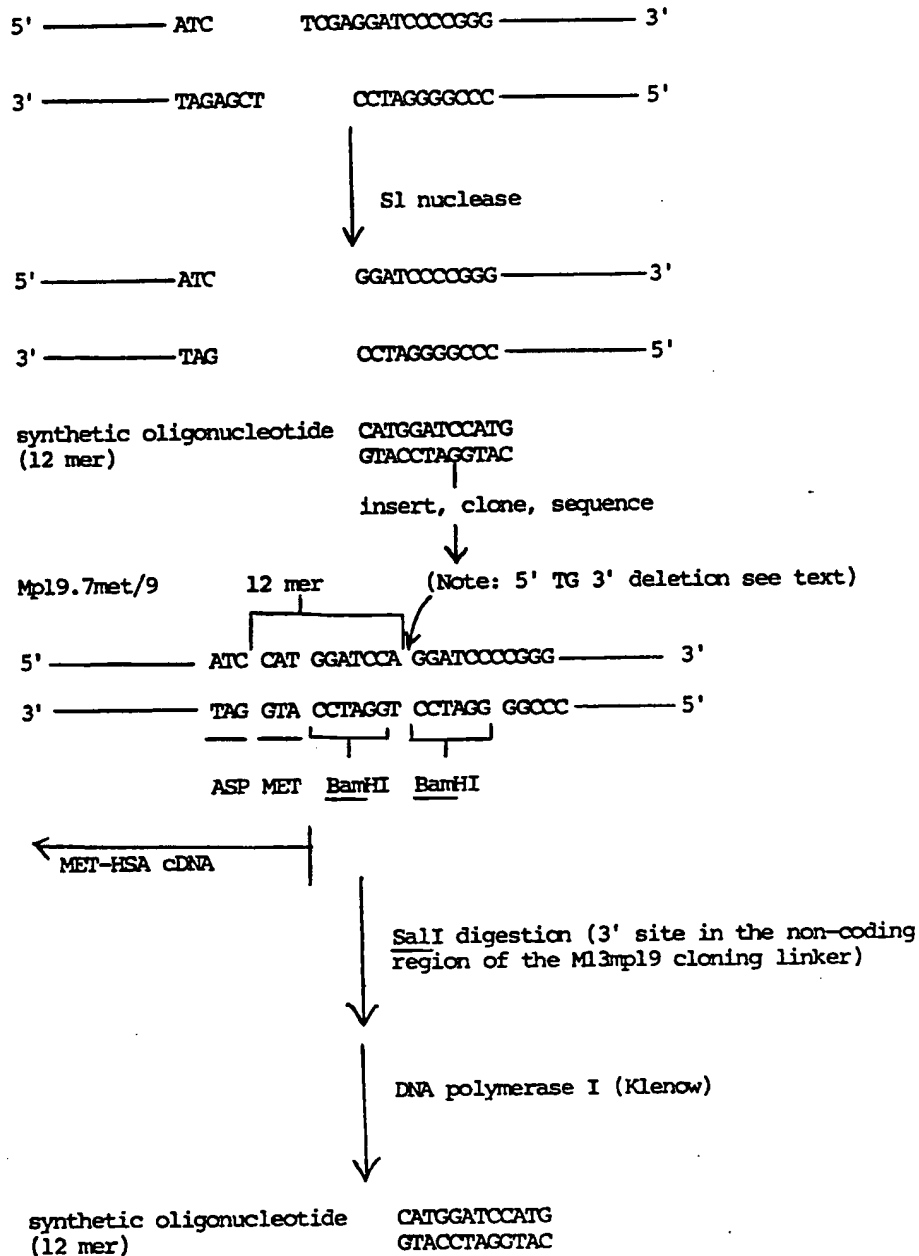 5' ATC TCGAGGATCCCCGGG 3'
3' TAGAGCT CCTAGGGGCCC 5'
S1 nuclease
5' ATC GGATCCCCGGG 3'
3' TAG CCTAGGGGCCC 5'
synthetic oligonucleotide CATGGATCCATG
(12 mer) GTACCTAGGTAC
insert, clone, sequence
Mp19.7met/9 12 mer (Note: 5' TG 3' deletion see text)
5' ATC CAT GGATCCA GGATCCCCGGG 3'
3' TAG GTA CCTAGGT CCTAGG GGCCC 5'
ASP MET BamHI BamHI
MET-HSA cDNA
SalI digestion (3' site in the non-coding
region of the M13mp19 cloning linker)
DNA polymerase I (Klenow)
synthetic oligonucleotide CATGGATCCATG
(12 mer) GTACCTAGGTAC